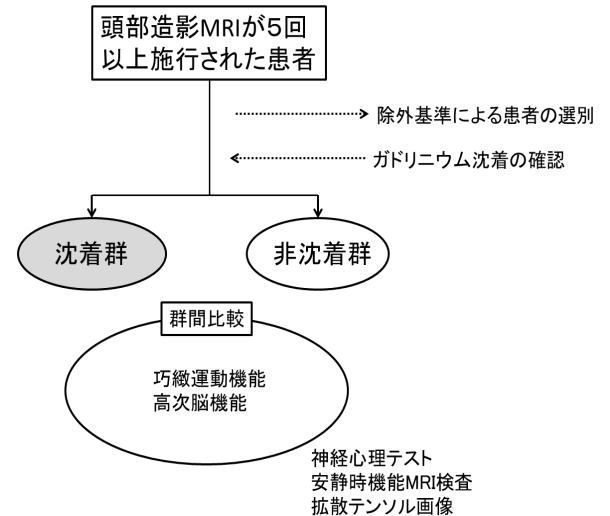 頭部造影MRIが5回
以上施行された患者
除外基準による患者の選別
ガドリニウム沈着の確認
沈着群
非沈着群
群間比較
巧緻運動機能
高次脳機能
神経心理テスト
安静時機能MRI検査
拡散テンソル画像